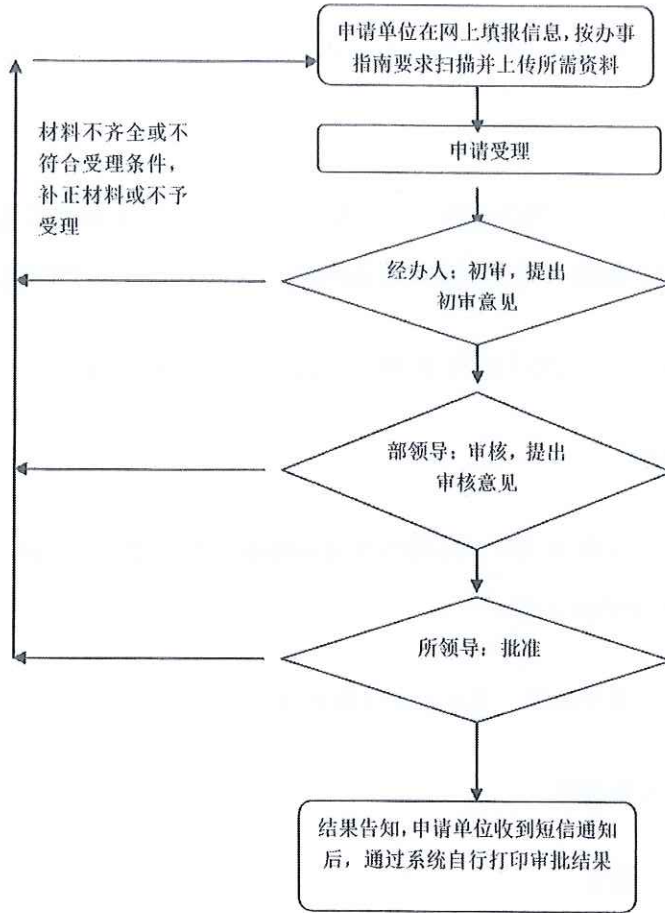 申请单位在网上填报信息，按办事
指南要求扫描并上传所需资料
材料不齐全或不
符合受理条件，
补正材料或不予
受理
申请受理
经办人：初审，提出
初审意见
部领导：审核，提出
审核意见
所领导：批准
结果告知，申请单位收到短信通知
后，通过系统自行打印审批结果